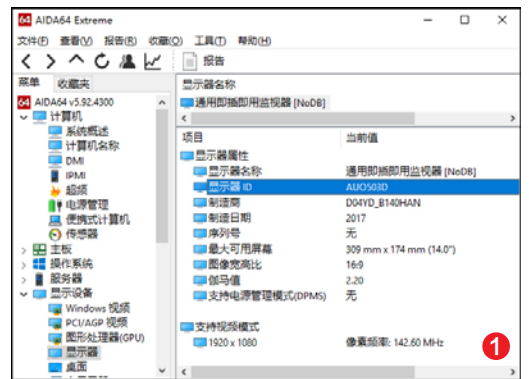 64 AIDA64 Extreme
文件(F) 查看(V) 报告(R) 收藏(O) 工具(T) 帮助(H)
报告
菜单 收藏夹
显示器名称
64 AIDA64 v5.92.4300
通用即插即用监视器 [NoDB]
计算机
系统概述
计算机名称
DMI
IPMI
超频
电源管理
便携式计算机
传感器
主板
操作系统
服务器
显示设备
Windows 视频
PCI/AGP 视频
图形处理器(GPU)
显示器
桌面
项目 当前值
显示器属性
显示器名称 通用即插即用监视器 [NoDB]
显示器 ID AUO503D
制造商 D04YD_B140HAN
制造日期 2017
序列号 无
最大可用屏幕 309 mm x 174 mm (14.0")
图像宽高比 16:9
伽马值 2.20
支持电源管理模式(DPMS) 无
支持视频模式
1920 x 1080 像素频率: 142.60 MHz
1